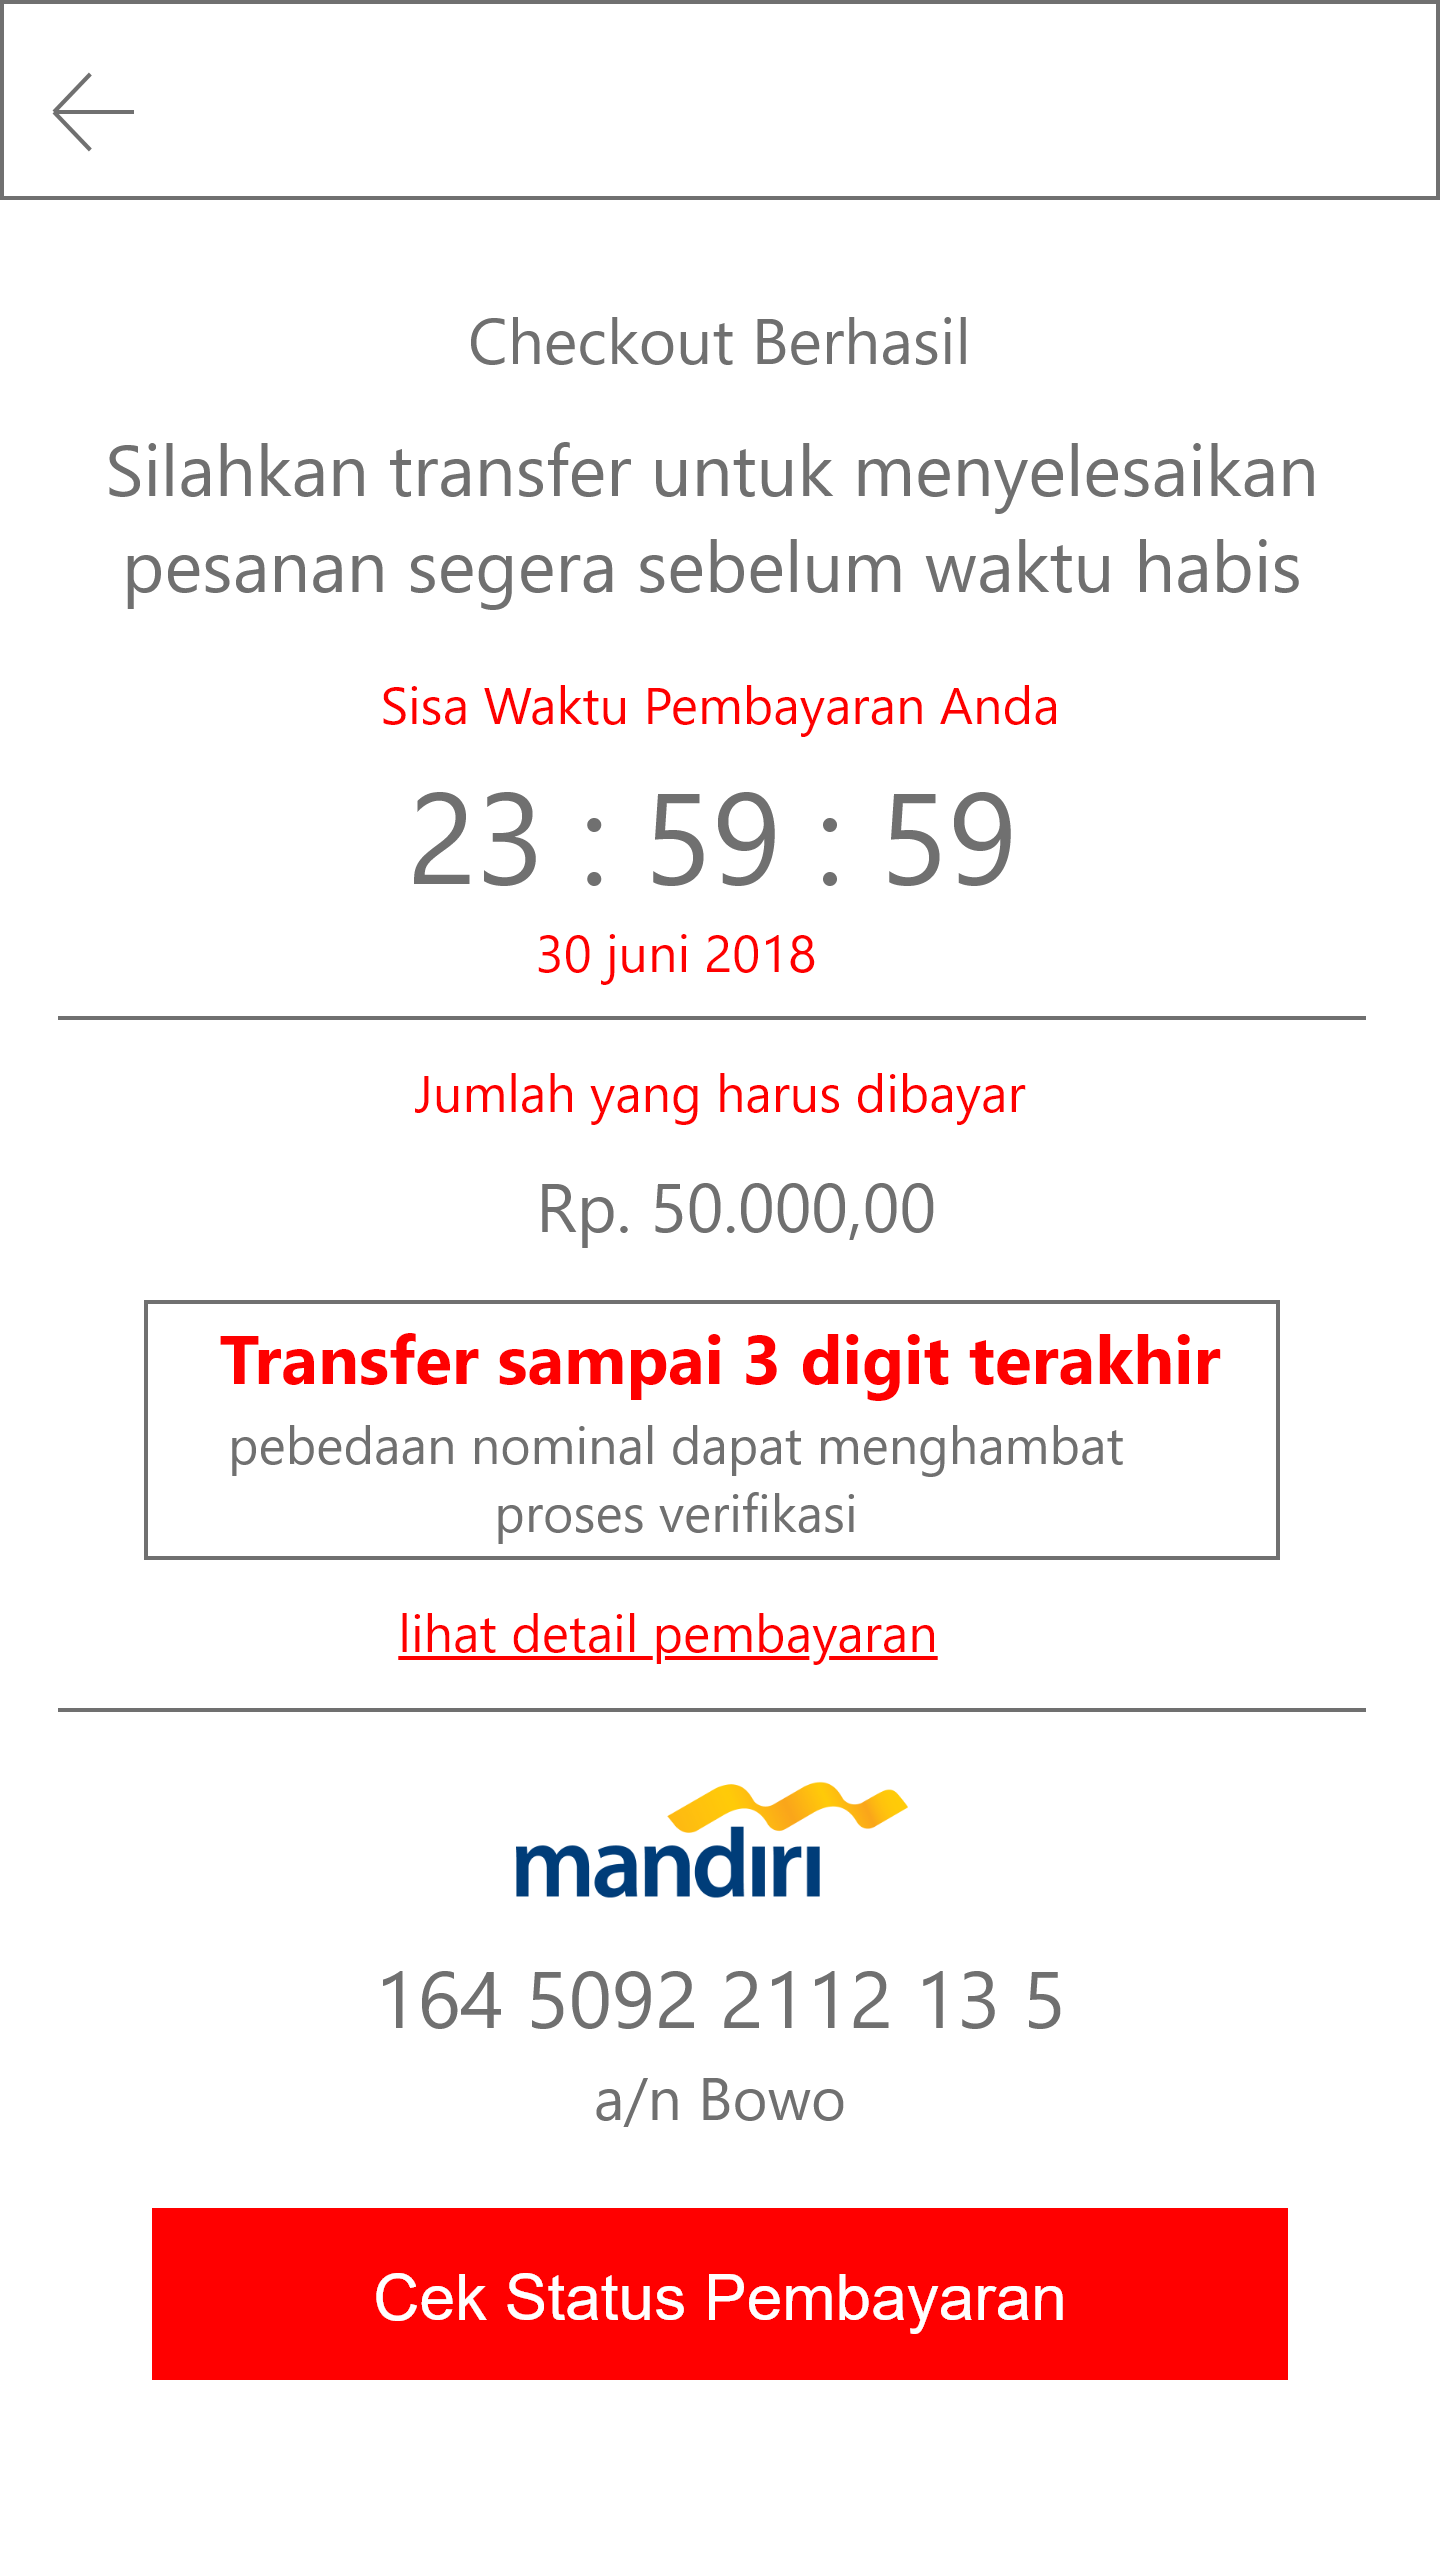 Checkout Berhasil
Silahkan transfer untuk menyelesaikan
pesanan segera sebelum waktu habis
Sisa Waktu Pembayaran Anda
23 : 59 : 59
30 juni 2018
Jumlah yang harus dibayar
Rp. 50.000,00
Transfer sampai 3 digit terakhir
pebedaan nominal dapat menghambat
proses verifikasi
lihat detail pembayaran
mandırı
164 5092 2112 13 5
a/n Bowo
Cek Status Pembayaran